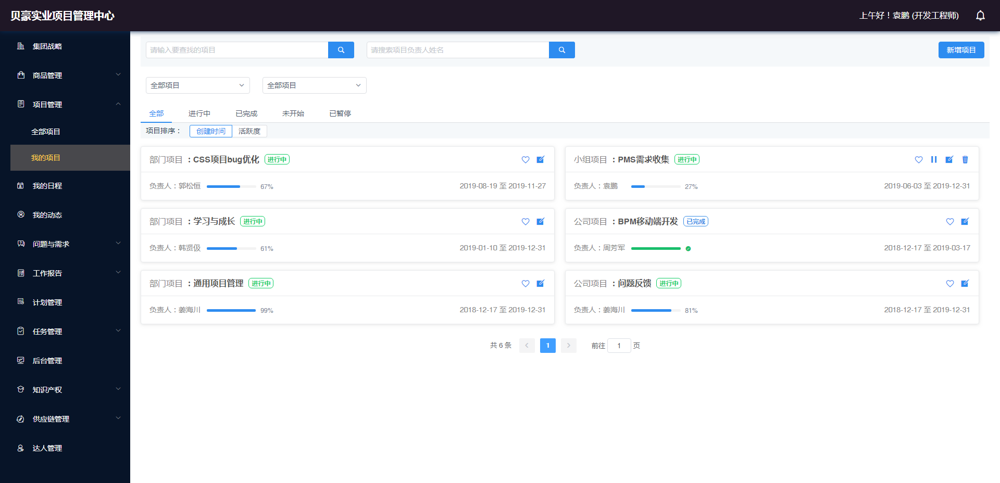 贝豪实业项目管理中心
上午好！袁鹏 (开发工程师)
集团战略
商品管理
项目管理
全部项目
我的项目
我的日程
我的动态
问题与需求
工作报告
计划管理
任务管理
后台管理
知识产权
供应链管理
达人管理
请输入要查找的项目
请搜索项目负责人姓名
新增项目
全部项目
全部项目
全部 进行中 已完成 未开始 已暂停
项目排序： 创建时间 活跃度
部门项目 ：CSS项目bug优化 进行中
负责人：郭松恒 67% 2019-08-19 至 2019-11-27
小组项目 ：PMS需求收集 进行中
负责人：袁鹏 27% 2019-06-03 至 2019-12-31
部门项目 ：学习与成长 进行中
负责人：韩贤伋 61% 2019-01-10 至 2019-12-31
公司项目 ：BPM移动端开发 已完成
负责人：周芳军 2018-12-17 至 2019-03-17
部门项目 ：通用项目管理 进行中
负责人：姜海川 99% 2018-12-17 至 2019-12-31
公司项目 ：问题反馈 进行中
负责人：姜海川 81% 2018-12-17 至 2019-12-31
共 6 条 1 前往 1 页